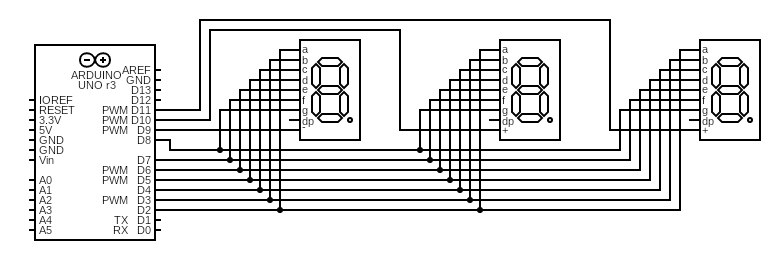 ARDUINO
UNO r3
AREF
GND
D13
D12
IOREF
RESET PWM D11
3.3V PWM D10
5V PWM D9
GND D8
GND
Vin D7
PWM D6
A0 PWM D5
A1 D4
A2 PWM D3
A3 D2
A4 TX D1
A5 RX D0
a
b
c
d
e
f
g
dp
-
a
b
c
d
e
f
g
dp
+
a
b
c
d
e
f
g
dp
+